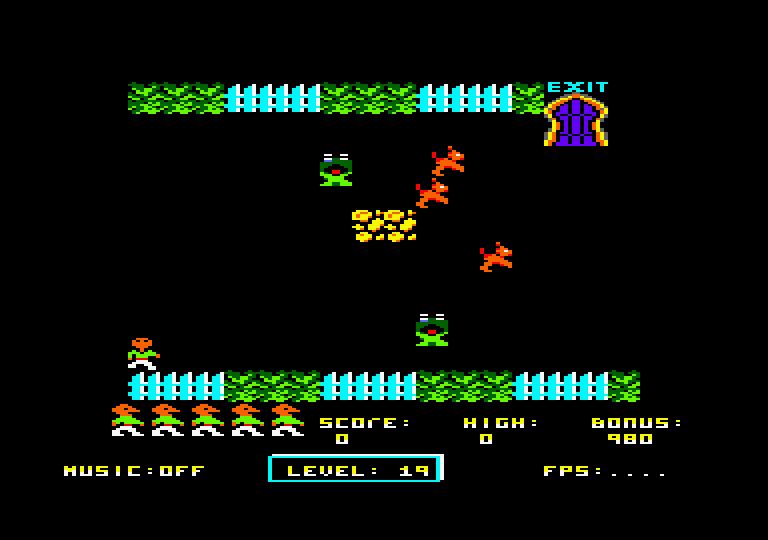 EXIT
SCOrE: HIGH: BONUS:
0 0 980
MUSIC:OFF LEVEL: 19 FPS:....